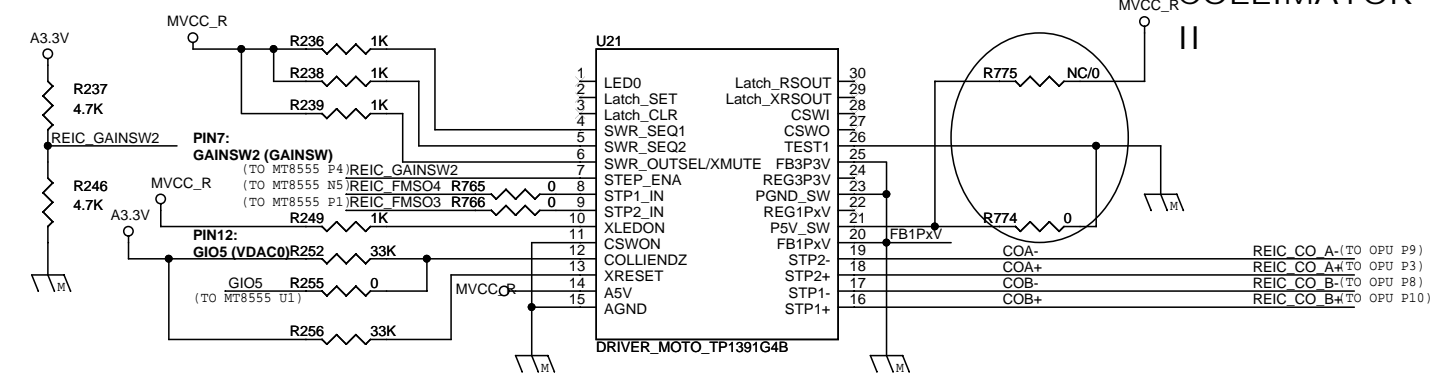 MVCC_R
COLLIMATOR
II
A3.3V
MVCC_R
R236 1K
U21
R237
4.7K
R238 1K
R239 1K
R775 NC/0
REIC_GAINSW2
PIN7:
GAINSW2 (GAINSW)
(TO MT8555 P4) REIC_GAINSW2
(TO MT8555 N5) REIC_FMSO4 R765 0
(TO MT8555 P1) REIC_FMSO3 R766 0
R246
4.7K
MVCC_R
A3.3V
R249 1K
PIN12:
GIO5 (VDAC0) R252 33K
GIO5 R255 0
(TO MT8555 U1)
MVCC_R
R256 33K
1 LED0 Latch_RSOUT 30
2 Latch_SET Latch_XRSOUT 29
3 Latch_CLR CSWI 28
4 SWR_SEQ1 CSWO 27
5 SWR_SEQ2 TEST1 26
6 SWR_OUTSEL/XMUTE FB3P3V 25
7 STEP_ENA REG3P3V 24
8 STP1_IN PGND_SW 23
9 STP2_IN REG1PxV 22
10 XLEDON P5V_SW 21
11 CSWON FB1PxV 20
12 COLLIENDZ STP2- 19
13 XRESET STP2+ 18
14 A5V STP1- 17
15 AGND STP1+ 16
DRIVER_MOTO_TP1391G4B
R774 0
FB1PxV
COA- REIC_CO_A- (TO OPU P9)
COA+ REIC_CO_A+ (TO OPU P3)
COB- REIC_CO_B- (TO OPU P8)
COB+ REIC_CO_B+ (TO OPU P10)
M
M
M
M